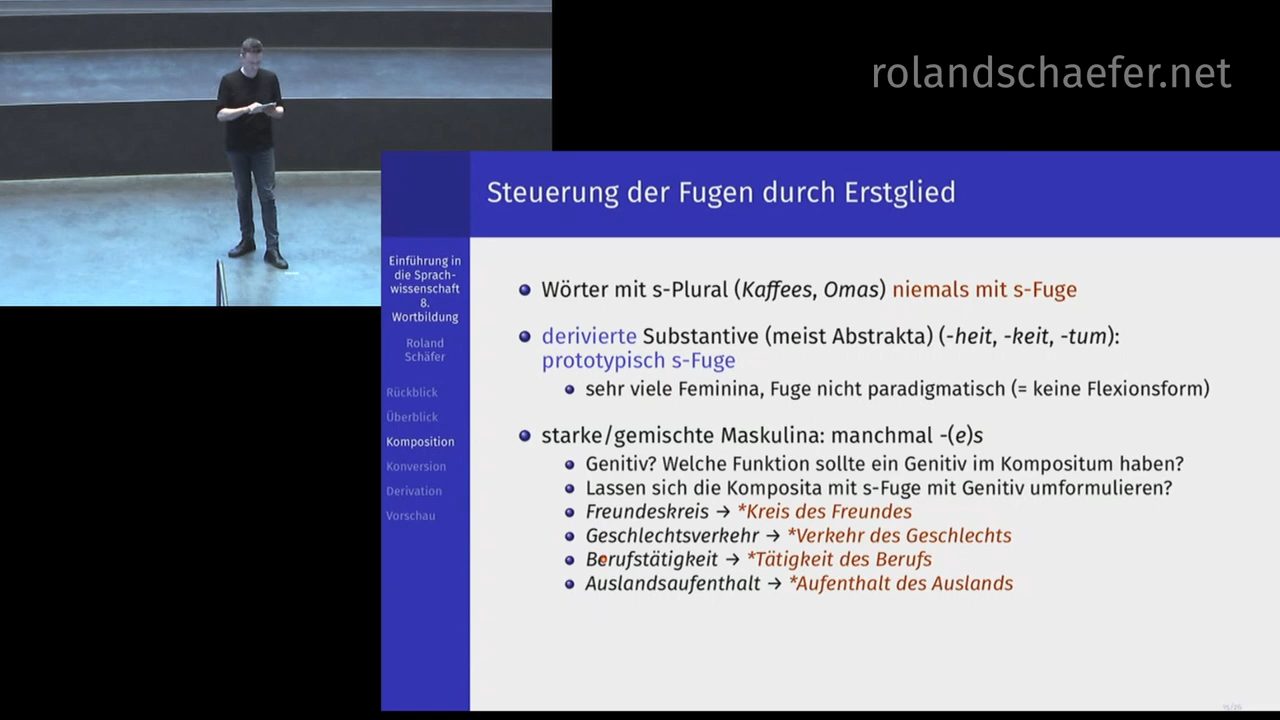 rolandschaefer.net
Steuerung der Fugen durch Erstglied
Einführung in
die Sprach-
wissenschaft
8.
Wortbildung
Roland
Schäfer
Rückblick
Überblick
Komposition
Konversion
Derivation
Vorschau
Wörter mit s-Plural (Kaffees, Omas) niemals mit s-Fuge
derivierte Substantive (meist Abstrakta) (-heit, -keit, -tum):
prototypisch s-Fuge
sehr viele Feminina, Fuge nicht paradigmatisch (= keine Flexionsform)
starke/gemischte Maskulina: manchmal -(e)s
Genitiv? Welche Funktion sollte ein Genitiv im Kompositum haben?
Lassen sich die Komposita mit s-Fuge mit Genitiv umformulieren?
Freundeskreis → *Kreis des Freundes
Geschlechtsverkehr → *Verkehr des Geschlechts
Berufstätigkeit → *Tätigkeit des Berufs
Auslandsaufenthalt → *Aufenthalt des Auslands